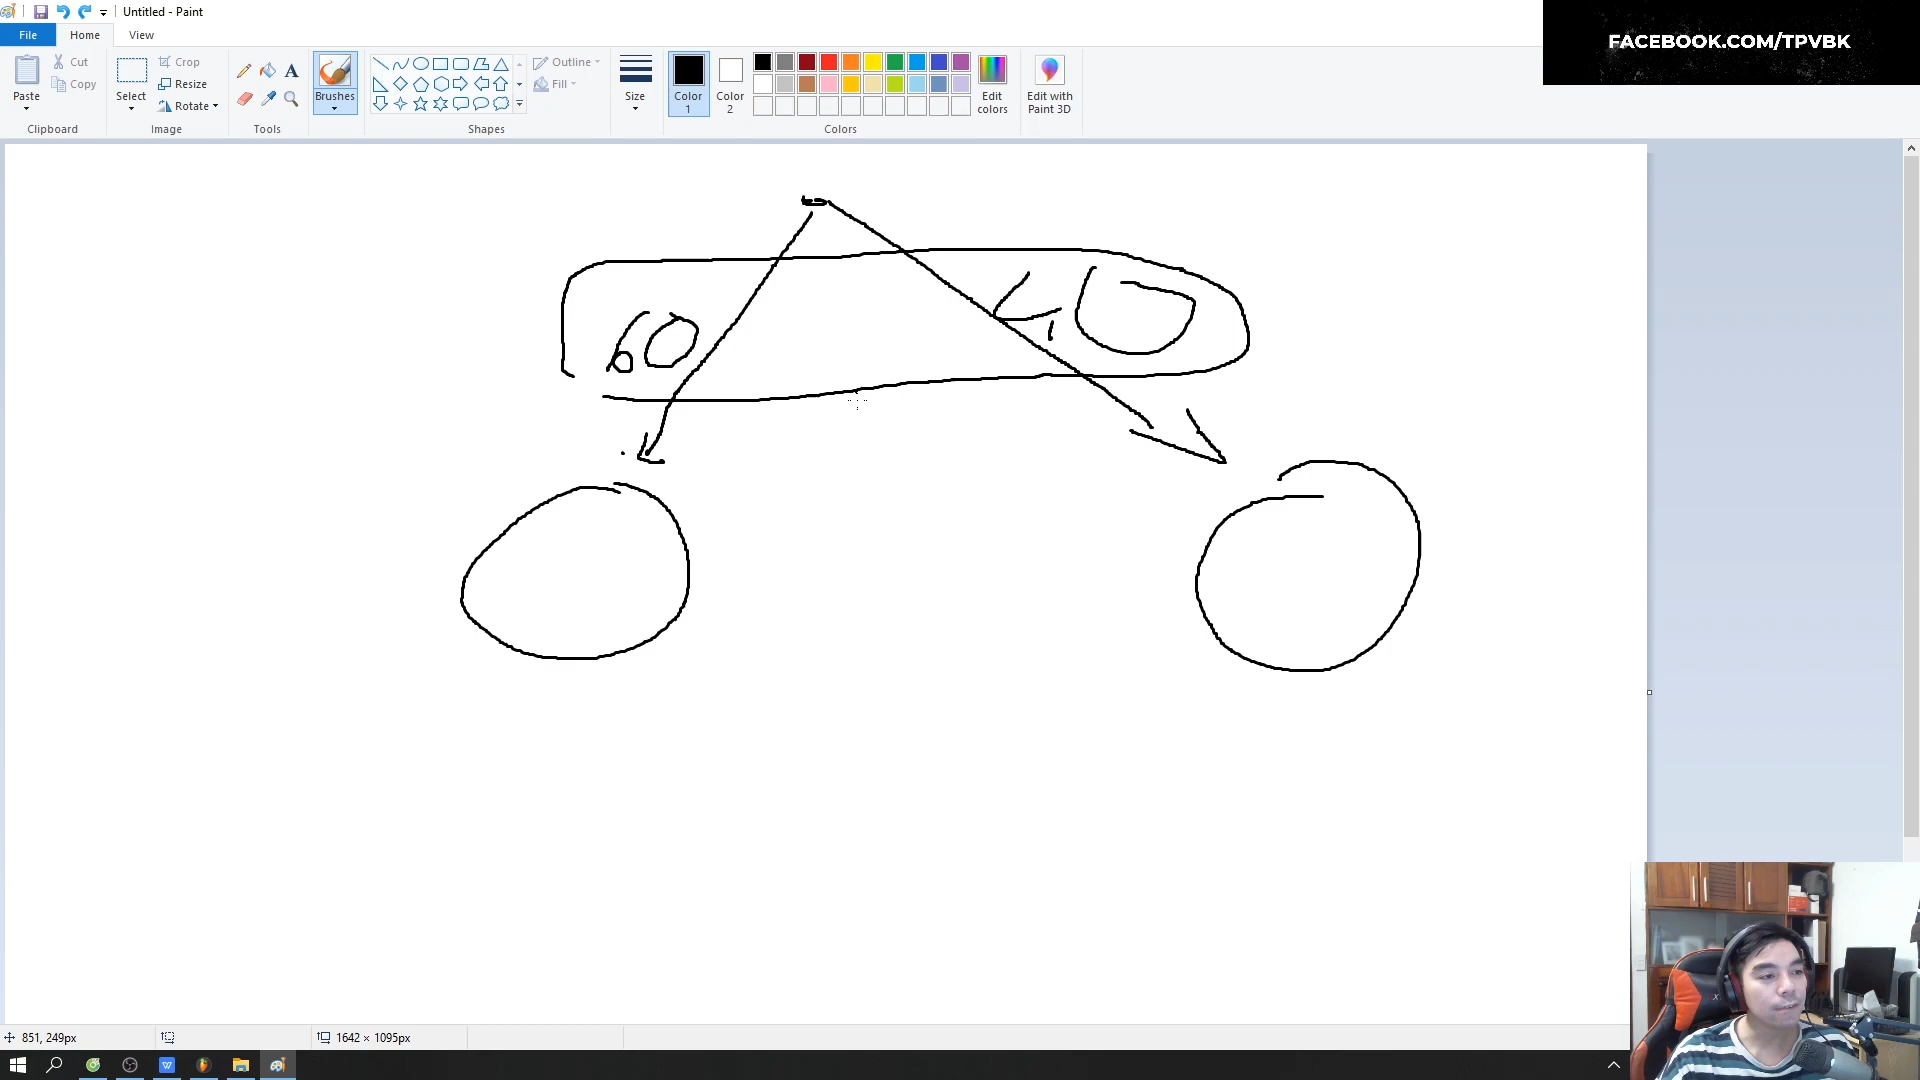 Untitled - Paint
FACEBOOK.COM/TPVBK
File Home View
Paste
Cut
Copy
Clipboard
Select
Crop
Resize
Rotate
Image
A
Tools
Brushes
Shapes
Outline
Fill
Size
Color 1
Color 2
Colors
Edit colors
Edit with Paint 3D
60
40
851, 249px
1642 × 1095px